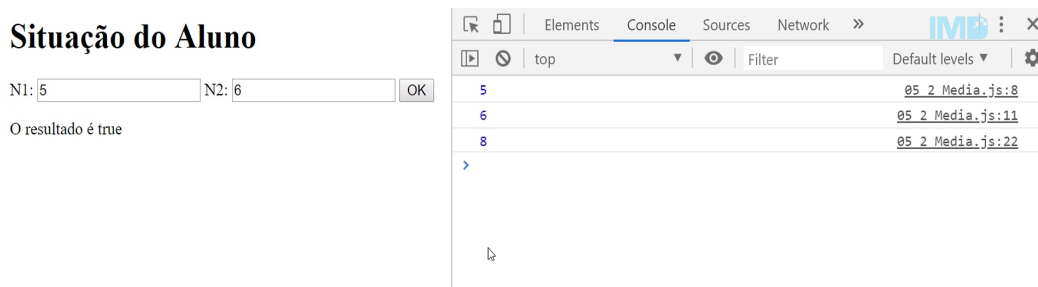 Situação do Aluno
N1: 5 N2: 6 OK
O resultado é true
Elements Console Sources Network » IMD
top Filter Default levels ▼
5 05 2 Media.js:8
6 05 2 Media.js:11
8 05 2 Media.js:22